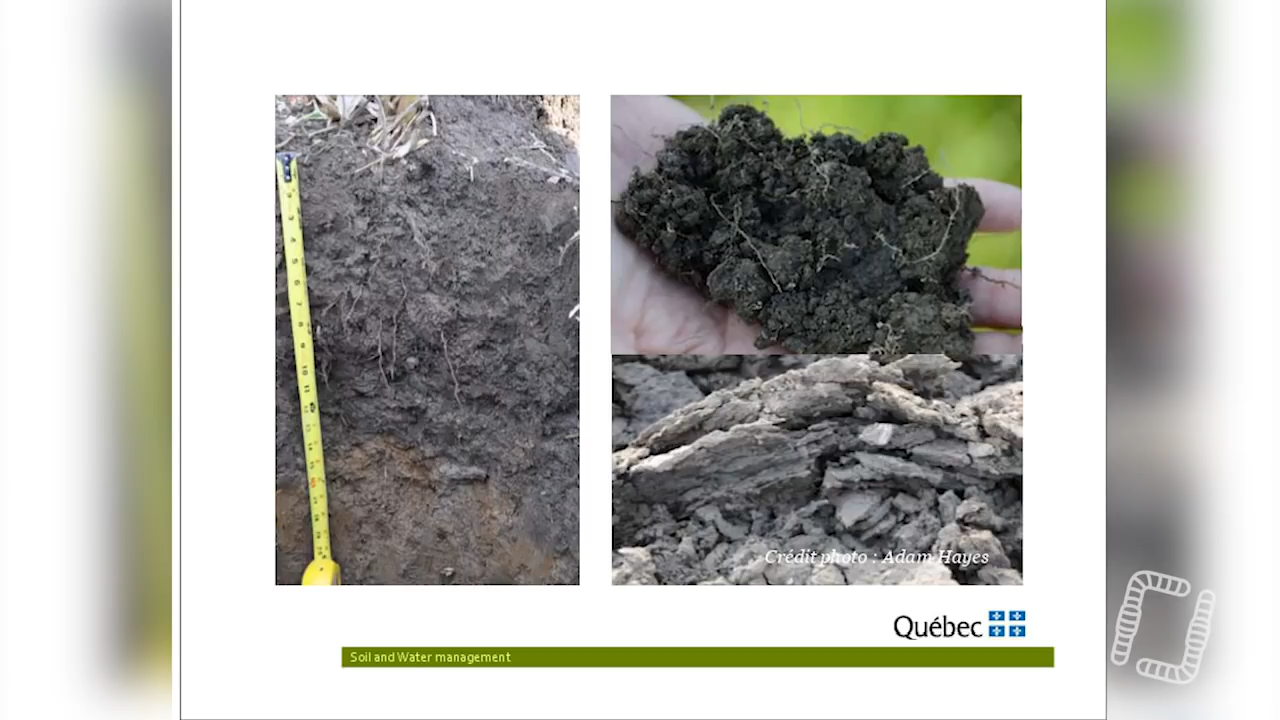 Crédit photo : Adam Hayes
Québec
Soil and Water management